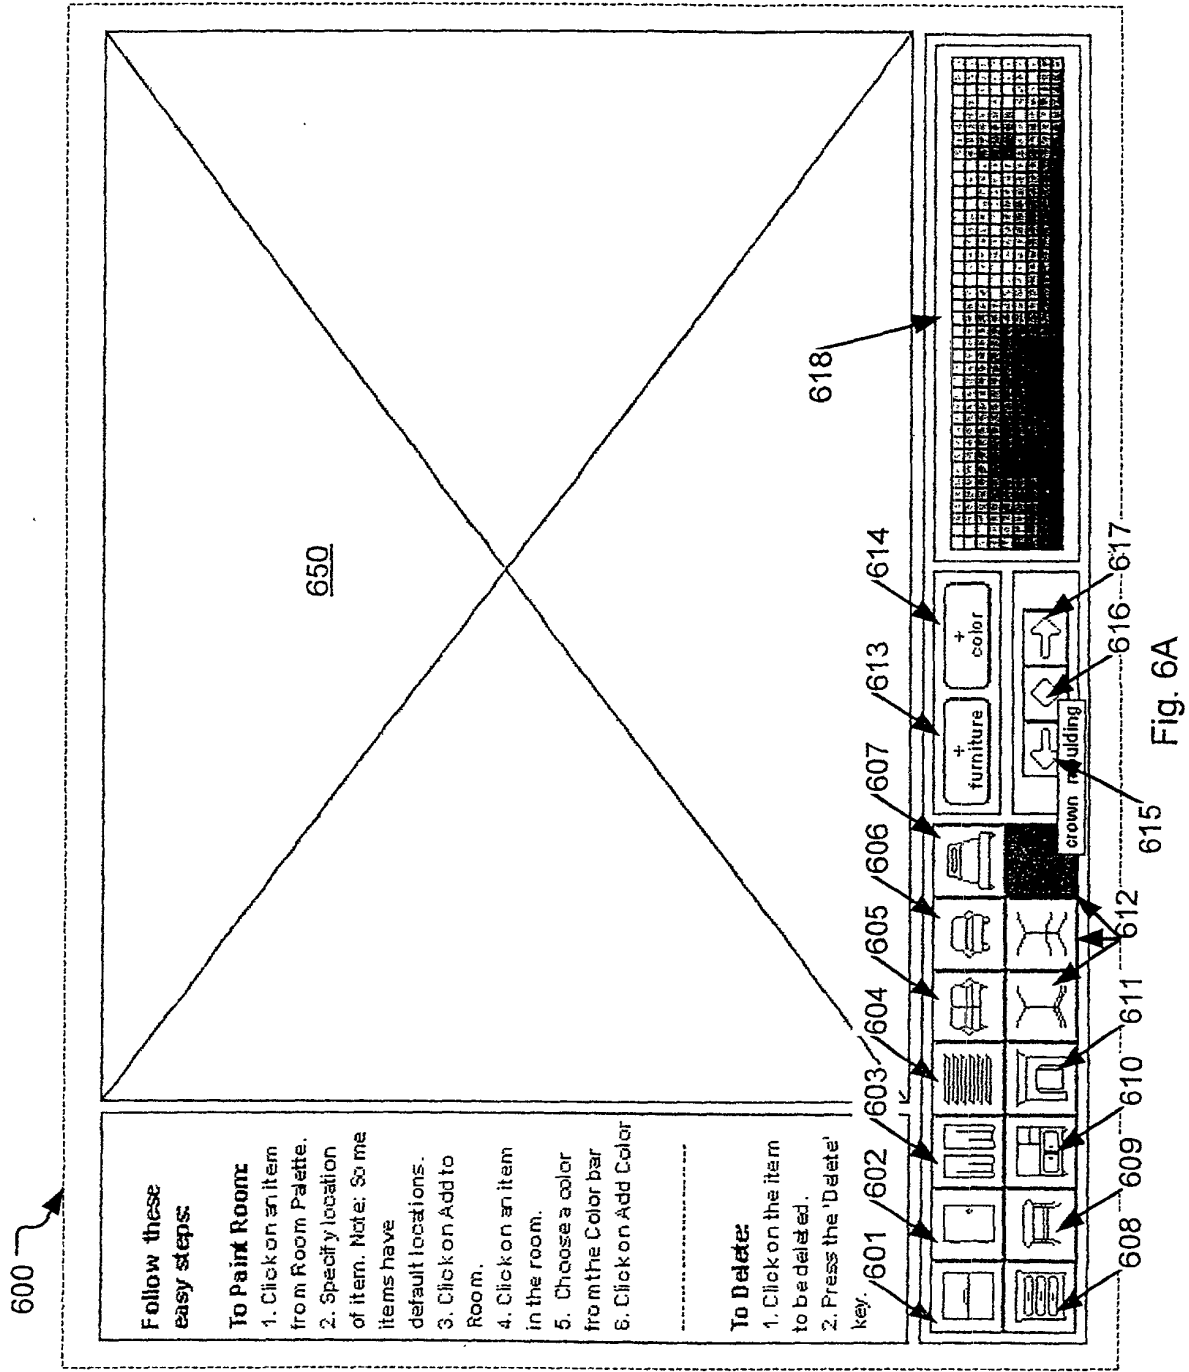 600
Follow these
easy steps:
To Paint Room:
1. Click on an item
from Room Palette.
2. Specify location
of item. Note: Some
items have
default locations.
3. Click on Add to
Room.
4. Click on an item
in the room.
5. Choose a color
from the Color bar
6. Click on Add Color
To Delete:
1. Click on the item
to be deleted.
2. Press the 'Delete'
key.
650
601
602
603
604
605
606
607
613
614
618
+
furniture
+
color
crown moulding
608
609
610
611
612
615
616
617
Fig. 6A